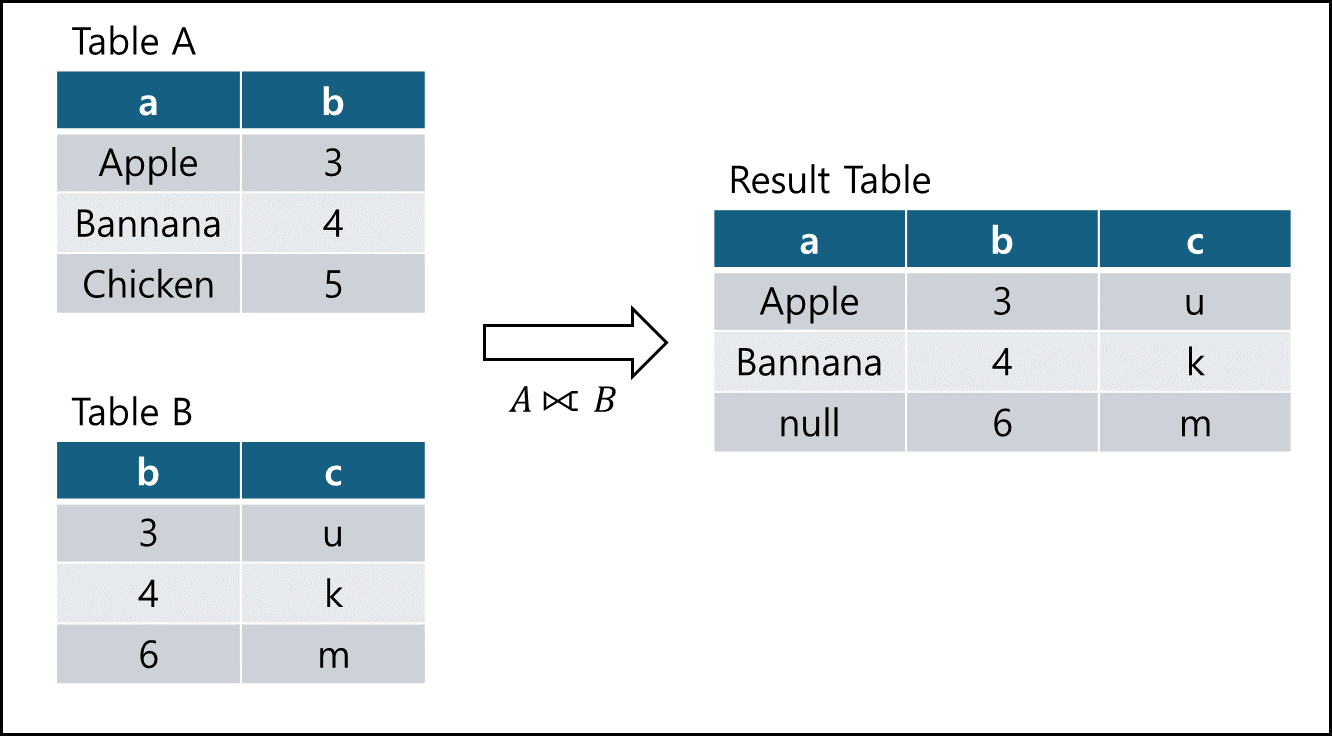 Table A
a b
Apple 3
Bannana 4
Chicken 5
Table B
b c
3 u
4 k
6 m
A ⟖ B
Result Table
a b c
Apple 3 u
Bannana 4 k
null 6 m